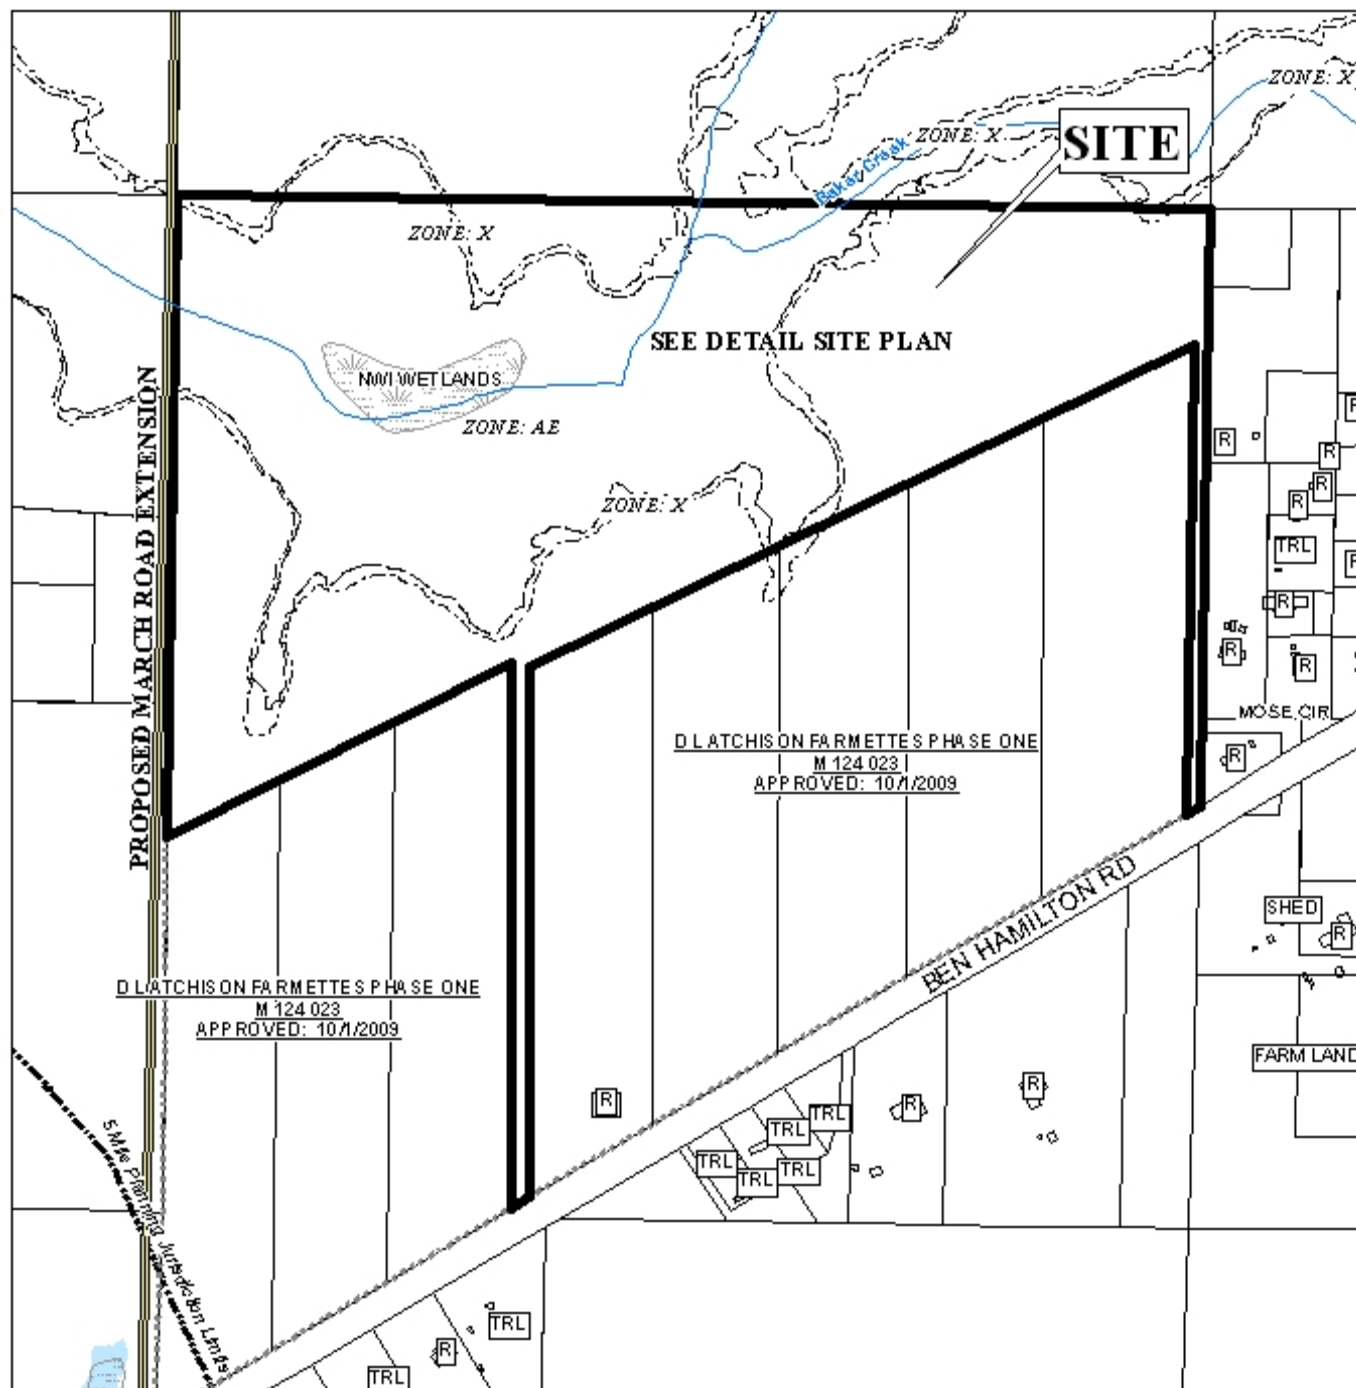 ZONE: X
SITE
ZONE: X
Baker Creek
ZONE: X
SEE DETAIL SITE PLAN
NWI WETLANDS
ZONE: AE
ZONE: X
PROPOSED MARCH ROAD EXTENSION
R
R
R
R
TRL
R
R
R
MOSE CIR
R
D L ATCHISON FARMETTES PHASE ONE
M 124 023
APPROVED: 10/1/2009
BEN HAMILTON RD
SHED
R
D L ATCHISON FARMETTES PHASE ONE
M 124 023
APPROVED: 10/1/2009
FARM LAND
R
R
R
TRL
TRL
TRL
TRL
TRL
5 Mile Planning Jurisdiction Limits
TRL
R
TRL